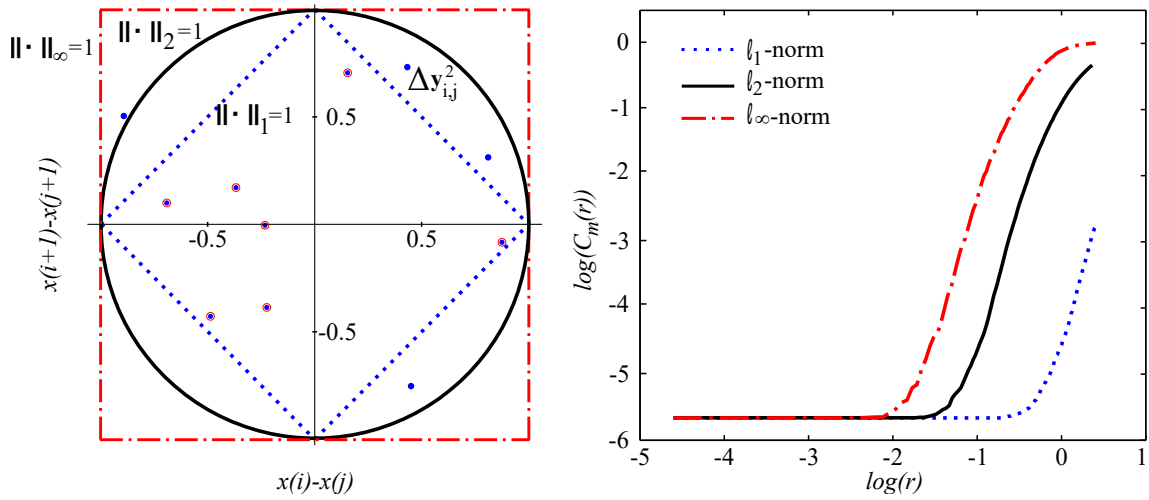 ‖· ‖∞=1
‖· ‖2=1
Δy²i,j
‖· ‖1=1
0.5
-0.5
0.5
-0.5
x(i+1)-x(j+1)
x(i)-x(j)
ℓ1-norm
ℓ2-norm
ℓ∞-norm
log(Cm(r))
0
-1
-2
-3
-4
-5
-6
-5
-4
-3
-2
-1
0
1
log(r)